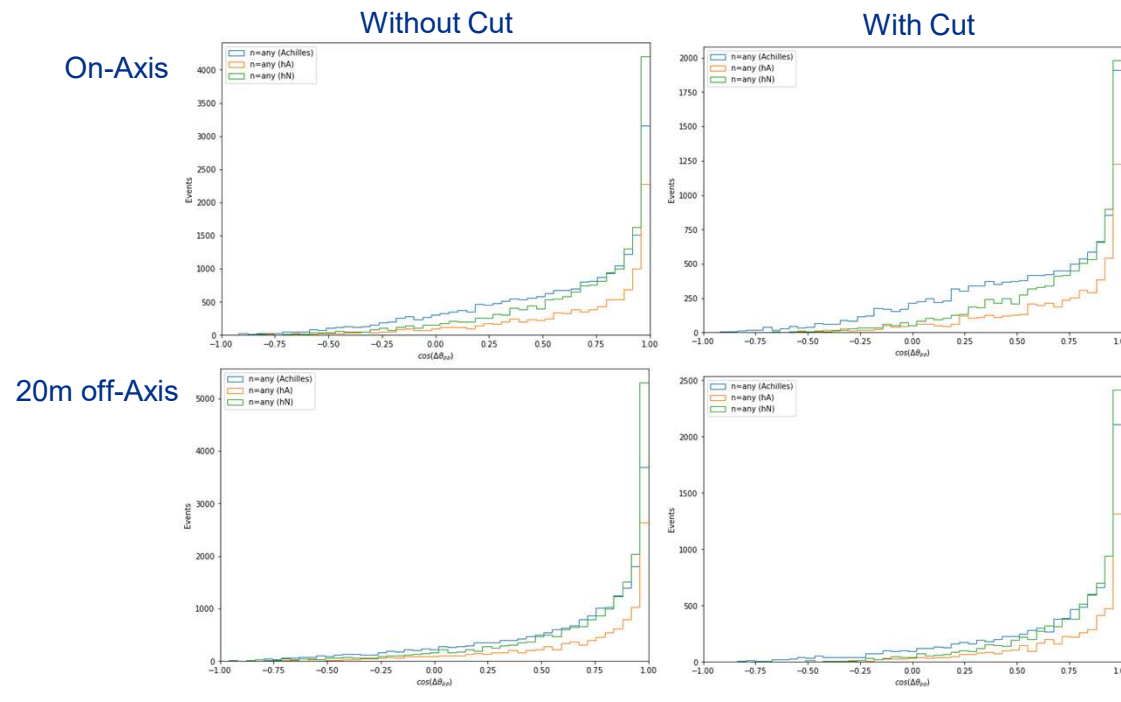 Without Cut
With Cut
On-Axis
n=any (Achilles)
n=any (hA)
n=any (hN)
4000
3500
3000
2500
2000
1500
1000
500
0
Events
−1.00 −0.75 −0.50 −0.25 0.00 0.25 0.50 0.75 1.00
cos(Δθpp)
n=any (Achilles)
n=any (hA)
n=any (hN)
2000
1750
1500
1250
1000
750
500
250
0
Events
−1.00 −0.75 −0.50 −0.25 0.00 0.25 0.50 0.75 1.00
cos(Δθpp)
20m off-Axis
n=any (Achilles)
n=any (hA)
n=any (hN)
5000
4000
3000
2000
1000
0
Events
−1.00 −0.75 −0.50 −0.25 0.00 0.25 0.50 0.75 1.00
cos(Δθpp)
n=any (Achilles)
n=any (hA)
n=any (hN)
2500
2000
1500
1000
500
0
Events
−1.00 −0.75 −0.50 −0.25 0.00 0.25 0.50 0.75
cos(Δθpp)